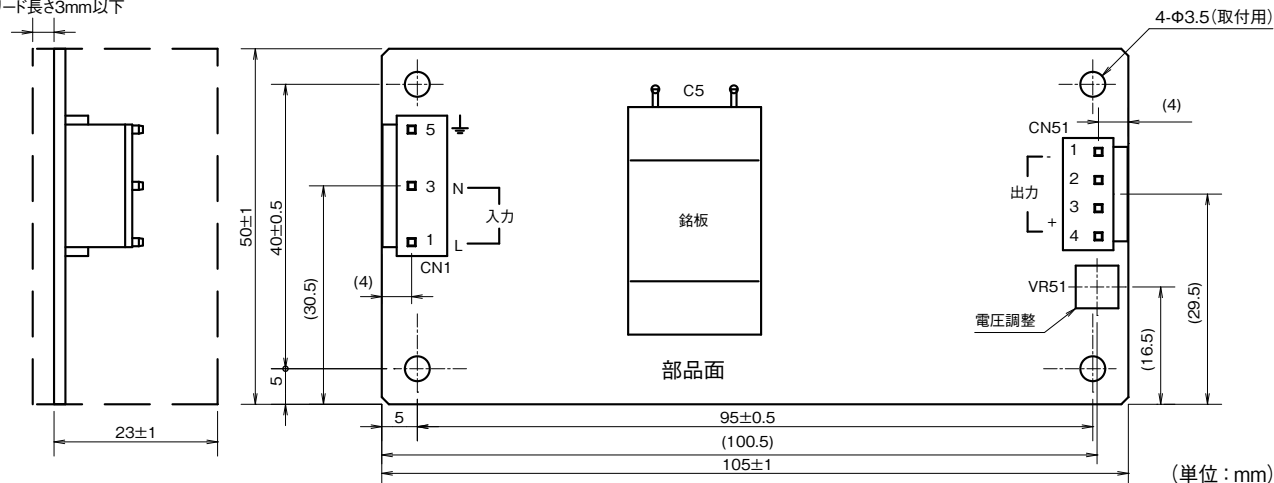 ード長さ3mm以下
4-Φ3.5(取付用)
C5
(4)
CN51
5
1
-
2
出力
3
N
3
入力
+
4
銘板
1
L
CN1
(4)
VR51
電圧調整
50±1
40±0.5
(30.5)
5
(29.5)
(16.5)
部品面
23±1
5
95±0.5
(100.5)
105±1
(単位:mm)